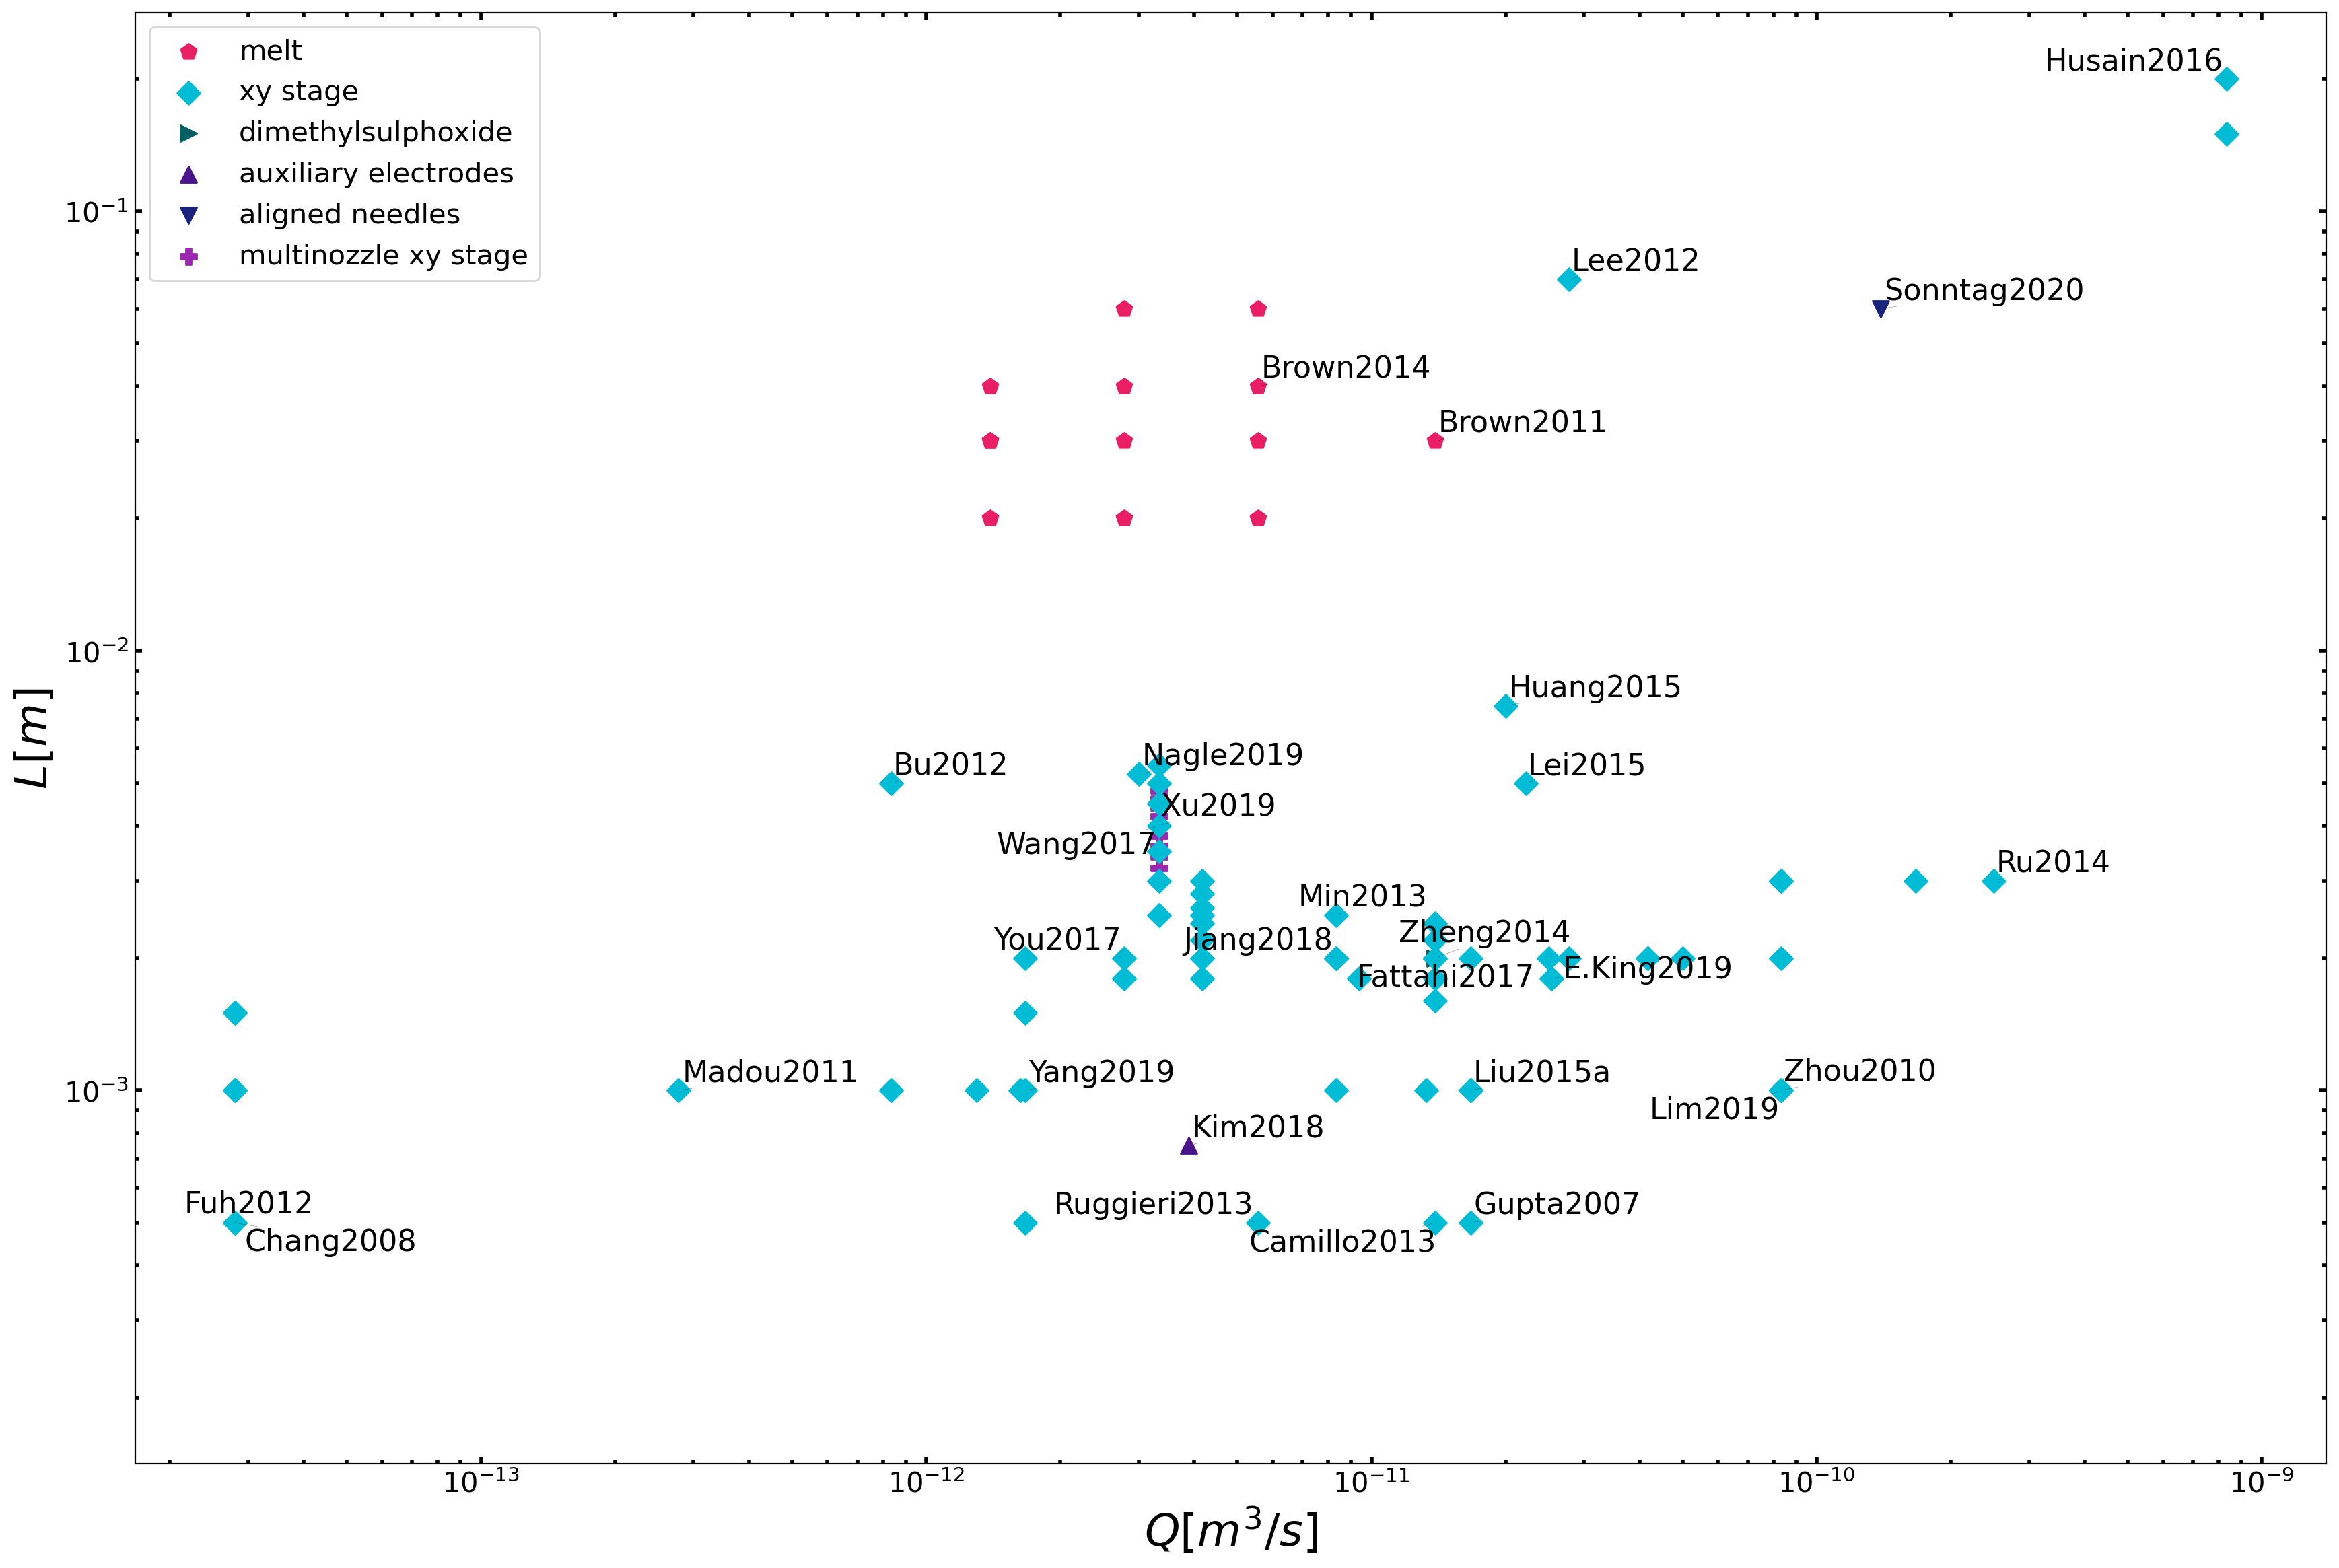 melt
xy stage
dimethylsulphoxide
auxiliary electrodes
aligned needles
multinozzle xy stage
Husain2016
Lee2012
Sonntag2020
Brown2014
Brown2011
Huang2015
Nagle2019
Bu2012
Lei2015
Xu2019
Wang2017
Ru2014
Min2013
Zheng2014
You2017
Jiang2018
E.King2019
Fattahi2017
Madou2011
Yang2019
Liu2015a
Zhou2010
Lim2019
Kim2018
Fuh2012
Ruggieri2013
Gupta2007
Chang2008
Camillo2013
L[m]
10⁻¹
10⁻²
10⁻³
10⁻¹³
10⁻¹²
10⁻¹¹
10⁻¹⁰
10⁻⁹
Q[m³/s]